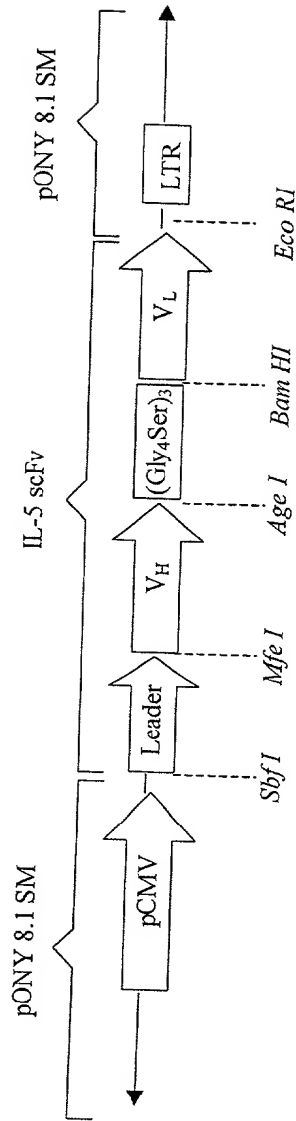 pONY 8.1 SM
IL-5 scFv
pONY 8.1 SM
pCMV
Leader
V_H
(Gly₄Ser)₃
V_L
LTR
Sbf I
Mfe I
Age I
Bam HI
Eco RI